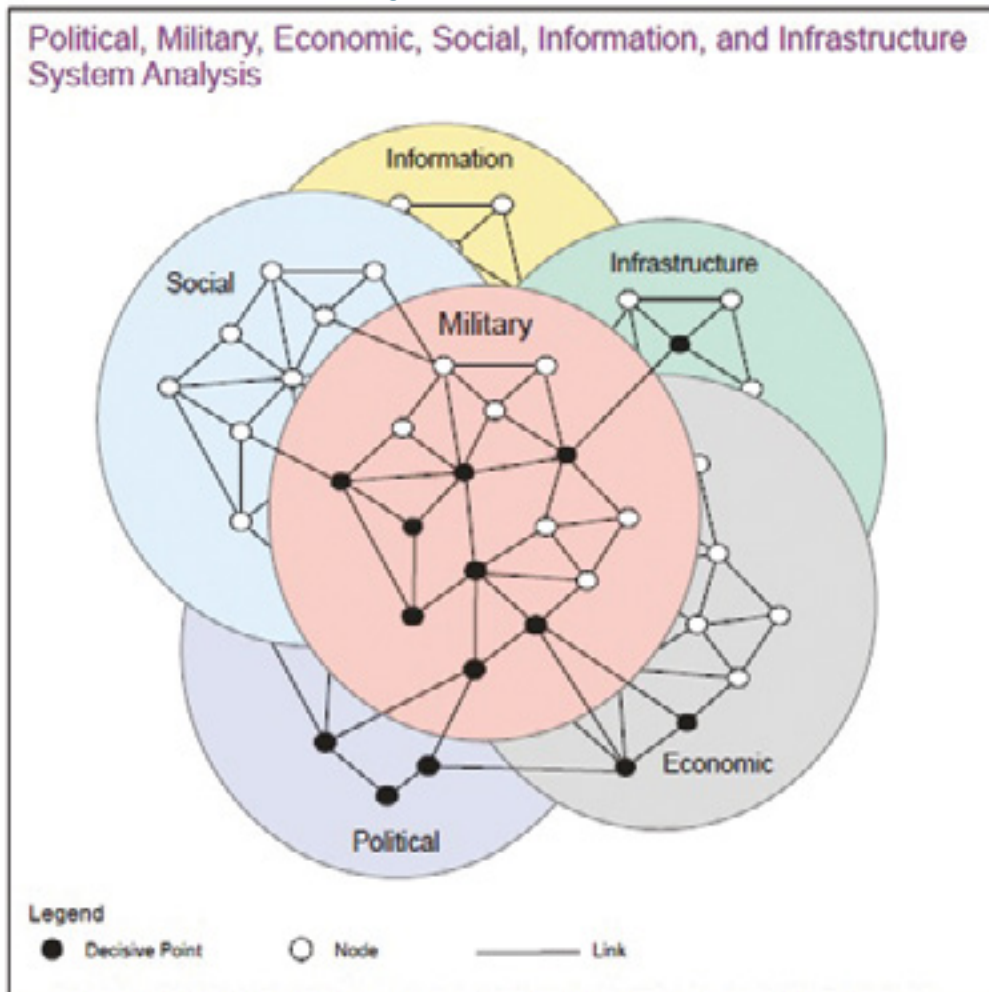 Political, Military, Economic, Social, Information, and Infrastructure
System Analysis
Information
Infrastructure
Social
Military
Economic
Political
Legend
Decisive Point
Node
Link